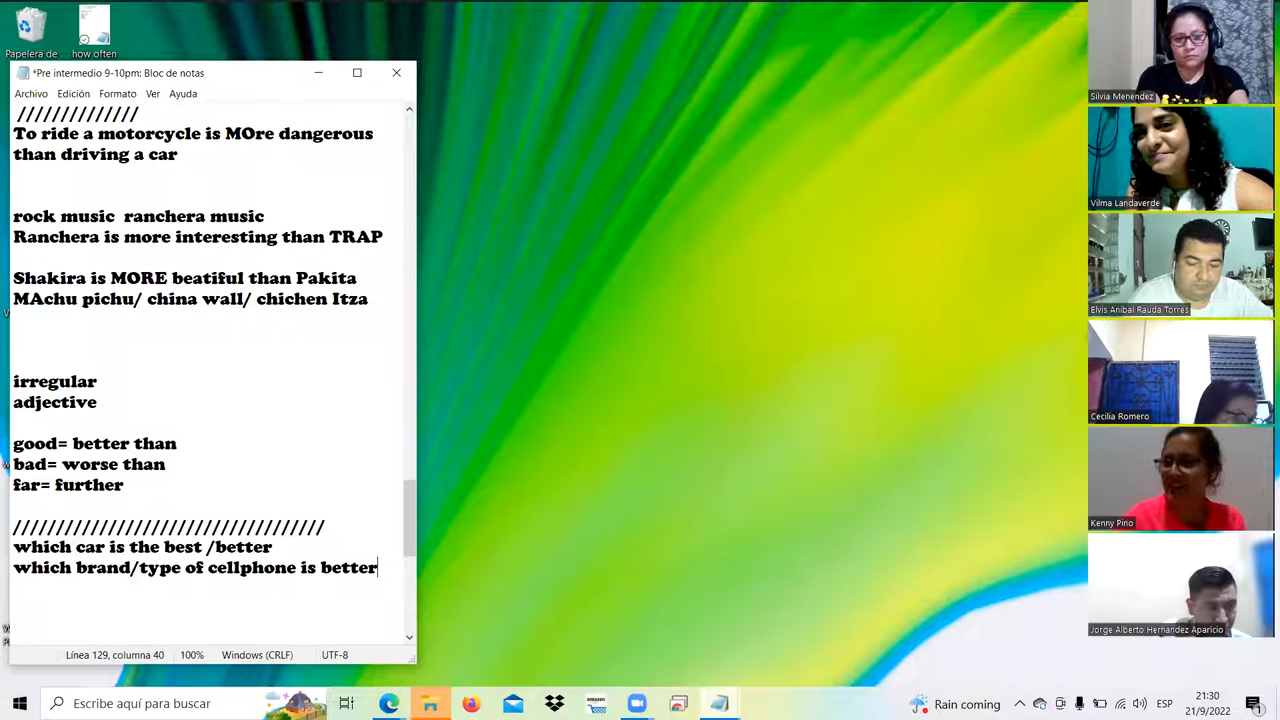 Papelera de
how often
*Pre intermedio 9-10pm: Bloc de notas
Archivo Edición Formato Ver Ayuda
//////////////
To ride a motorcycle is MOre dangerous
than driving a car
rock music  ranchera music
Ranchera is more interesting than TRAP
Shakira is MORE beatiful than Pakita
MAchu pichu/ china wall/ chichen Itza
irregular
adjective
good= better than
bad= worse than
far= further
///////////////////////////////////
which car is the best /better
which brand/type of cellphone is better
Línea 129, columna 40 100% Windows (CRLF) UTF-8
Silvia Menendez
Vilma Landaverde
Elvis Anibal Rauda Torres
Cecilia Romero
Kenny Pino
Jorge Alberto Hernandez Aparicio
Escribe aquí para buscar
amazon
Rain coming
ESP
21:30
21/9/2022
1